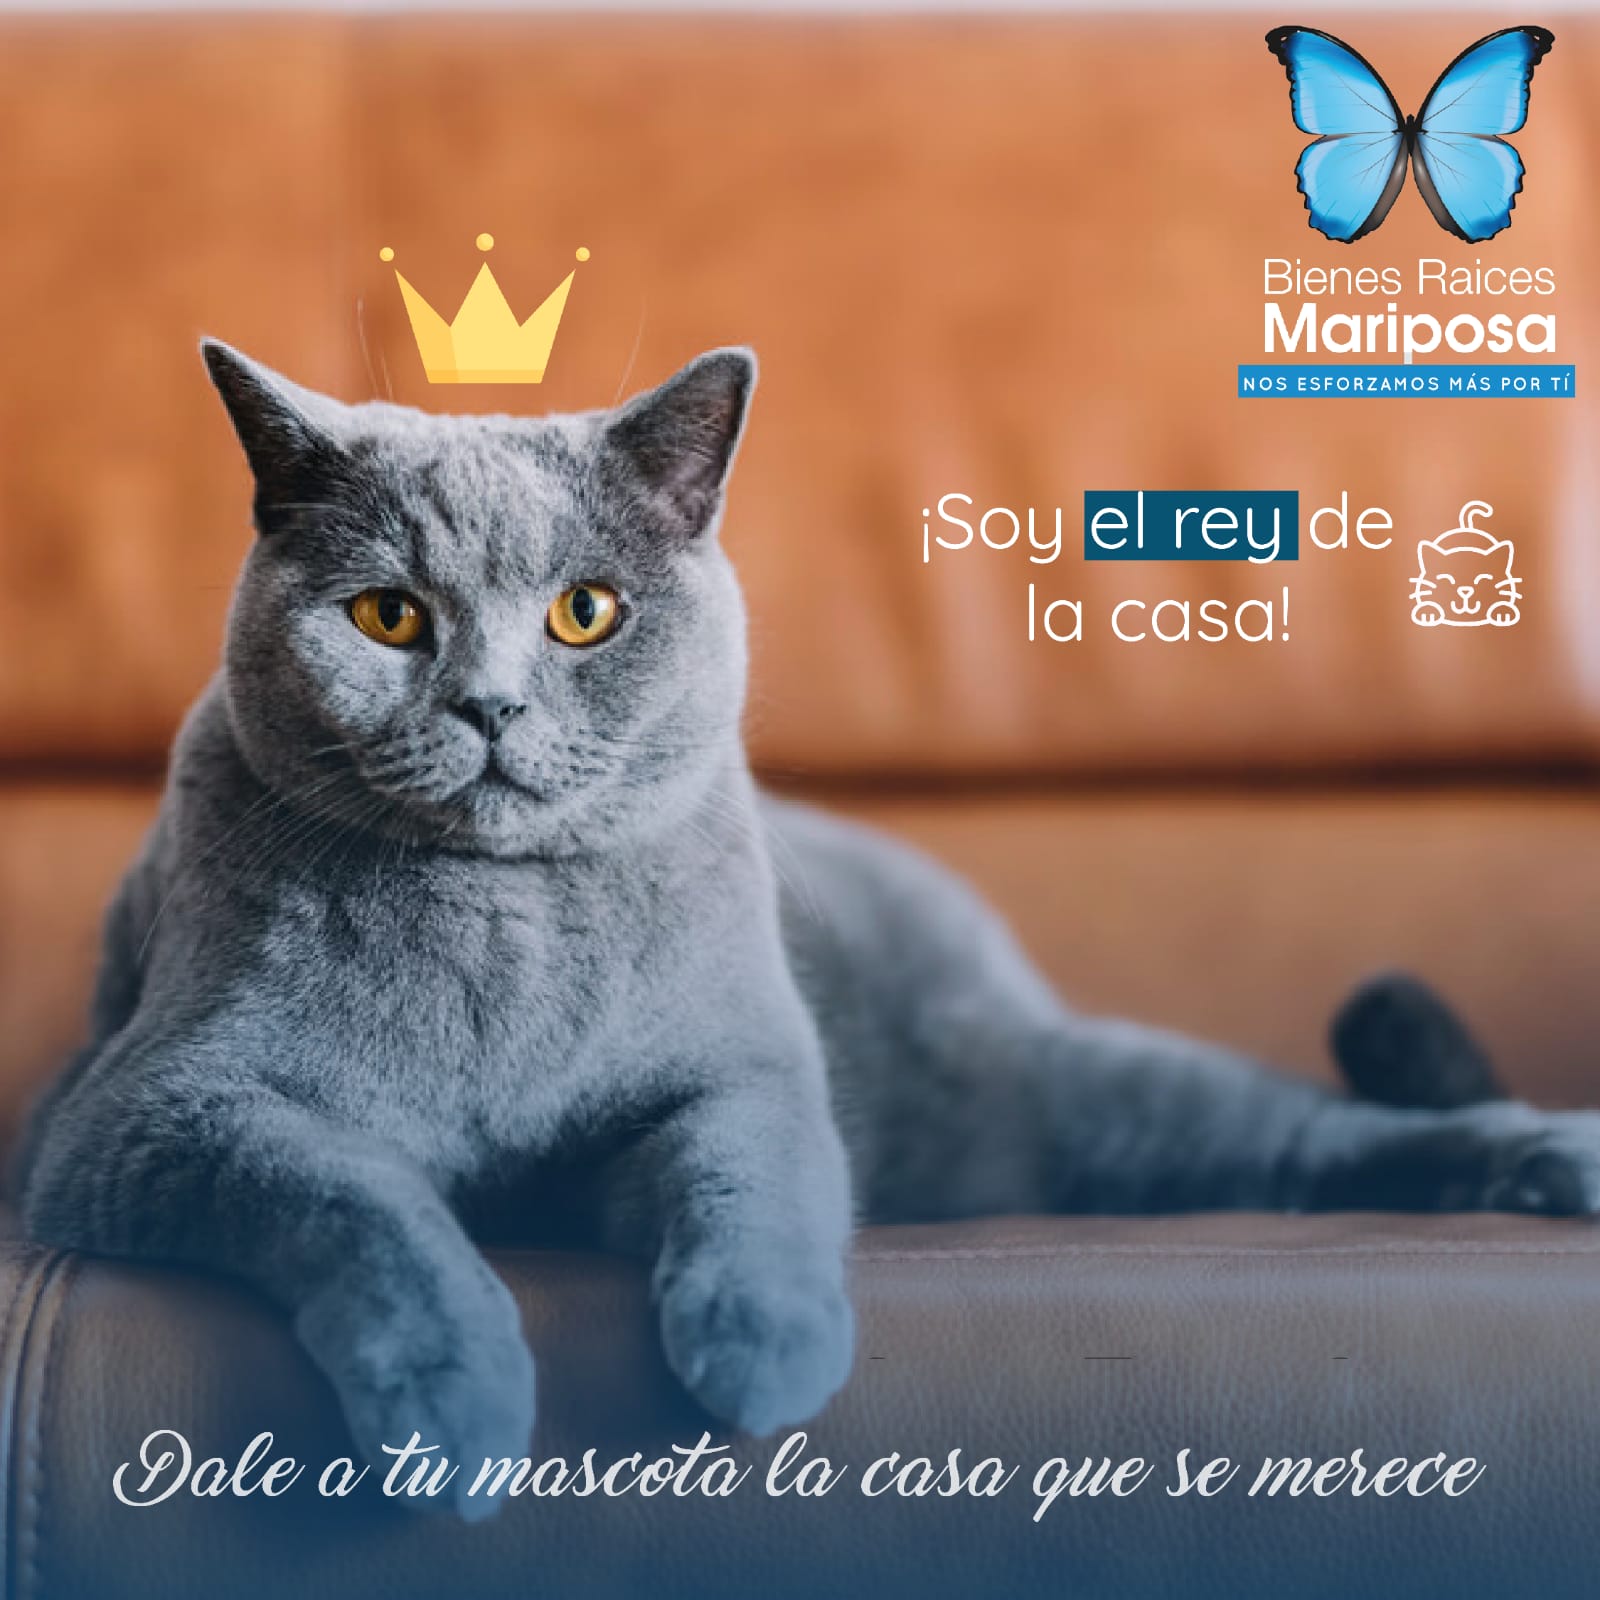 Bienes Raices
Mariposa
NOS ESFORZAMOS MÁS POR TÍ
¡Soy el rey de
la casa!
Dale a tu mascota la casa que se merece